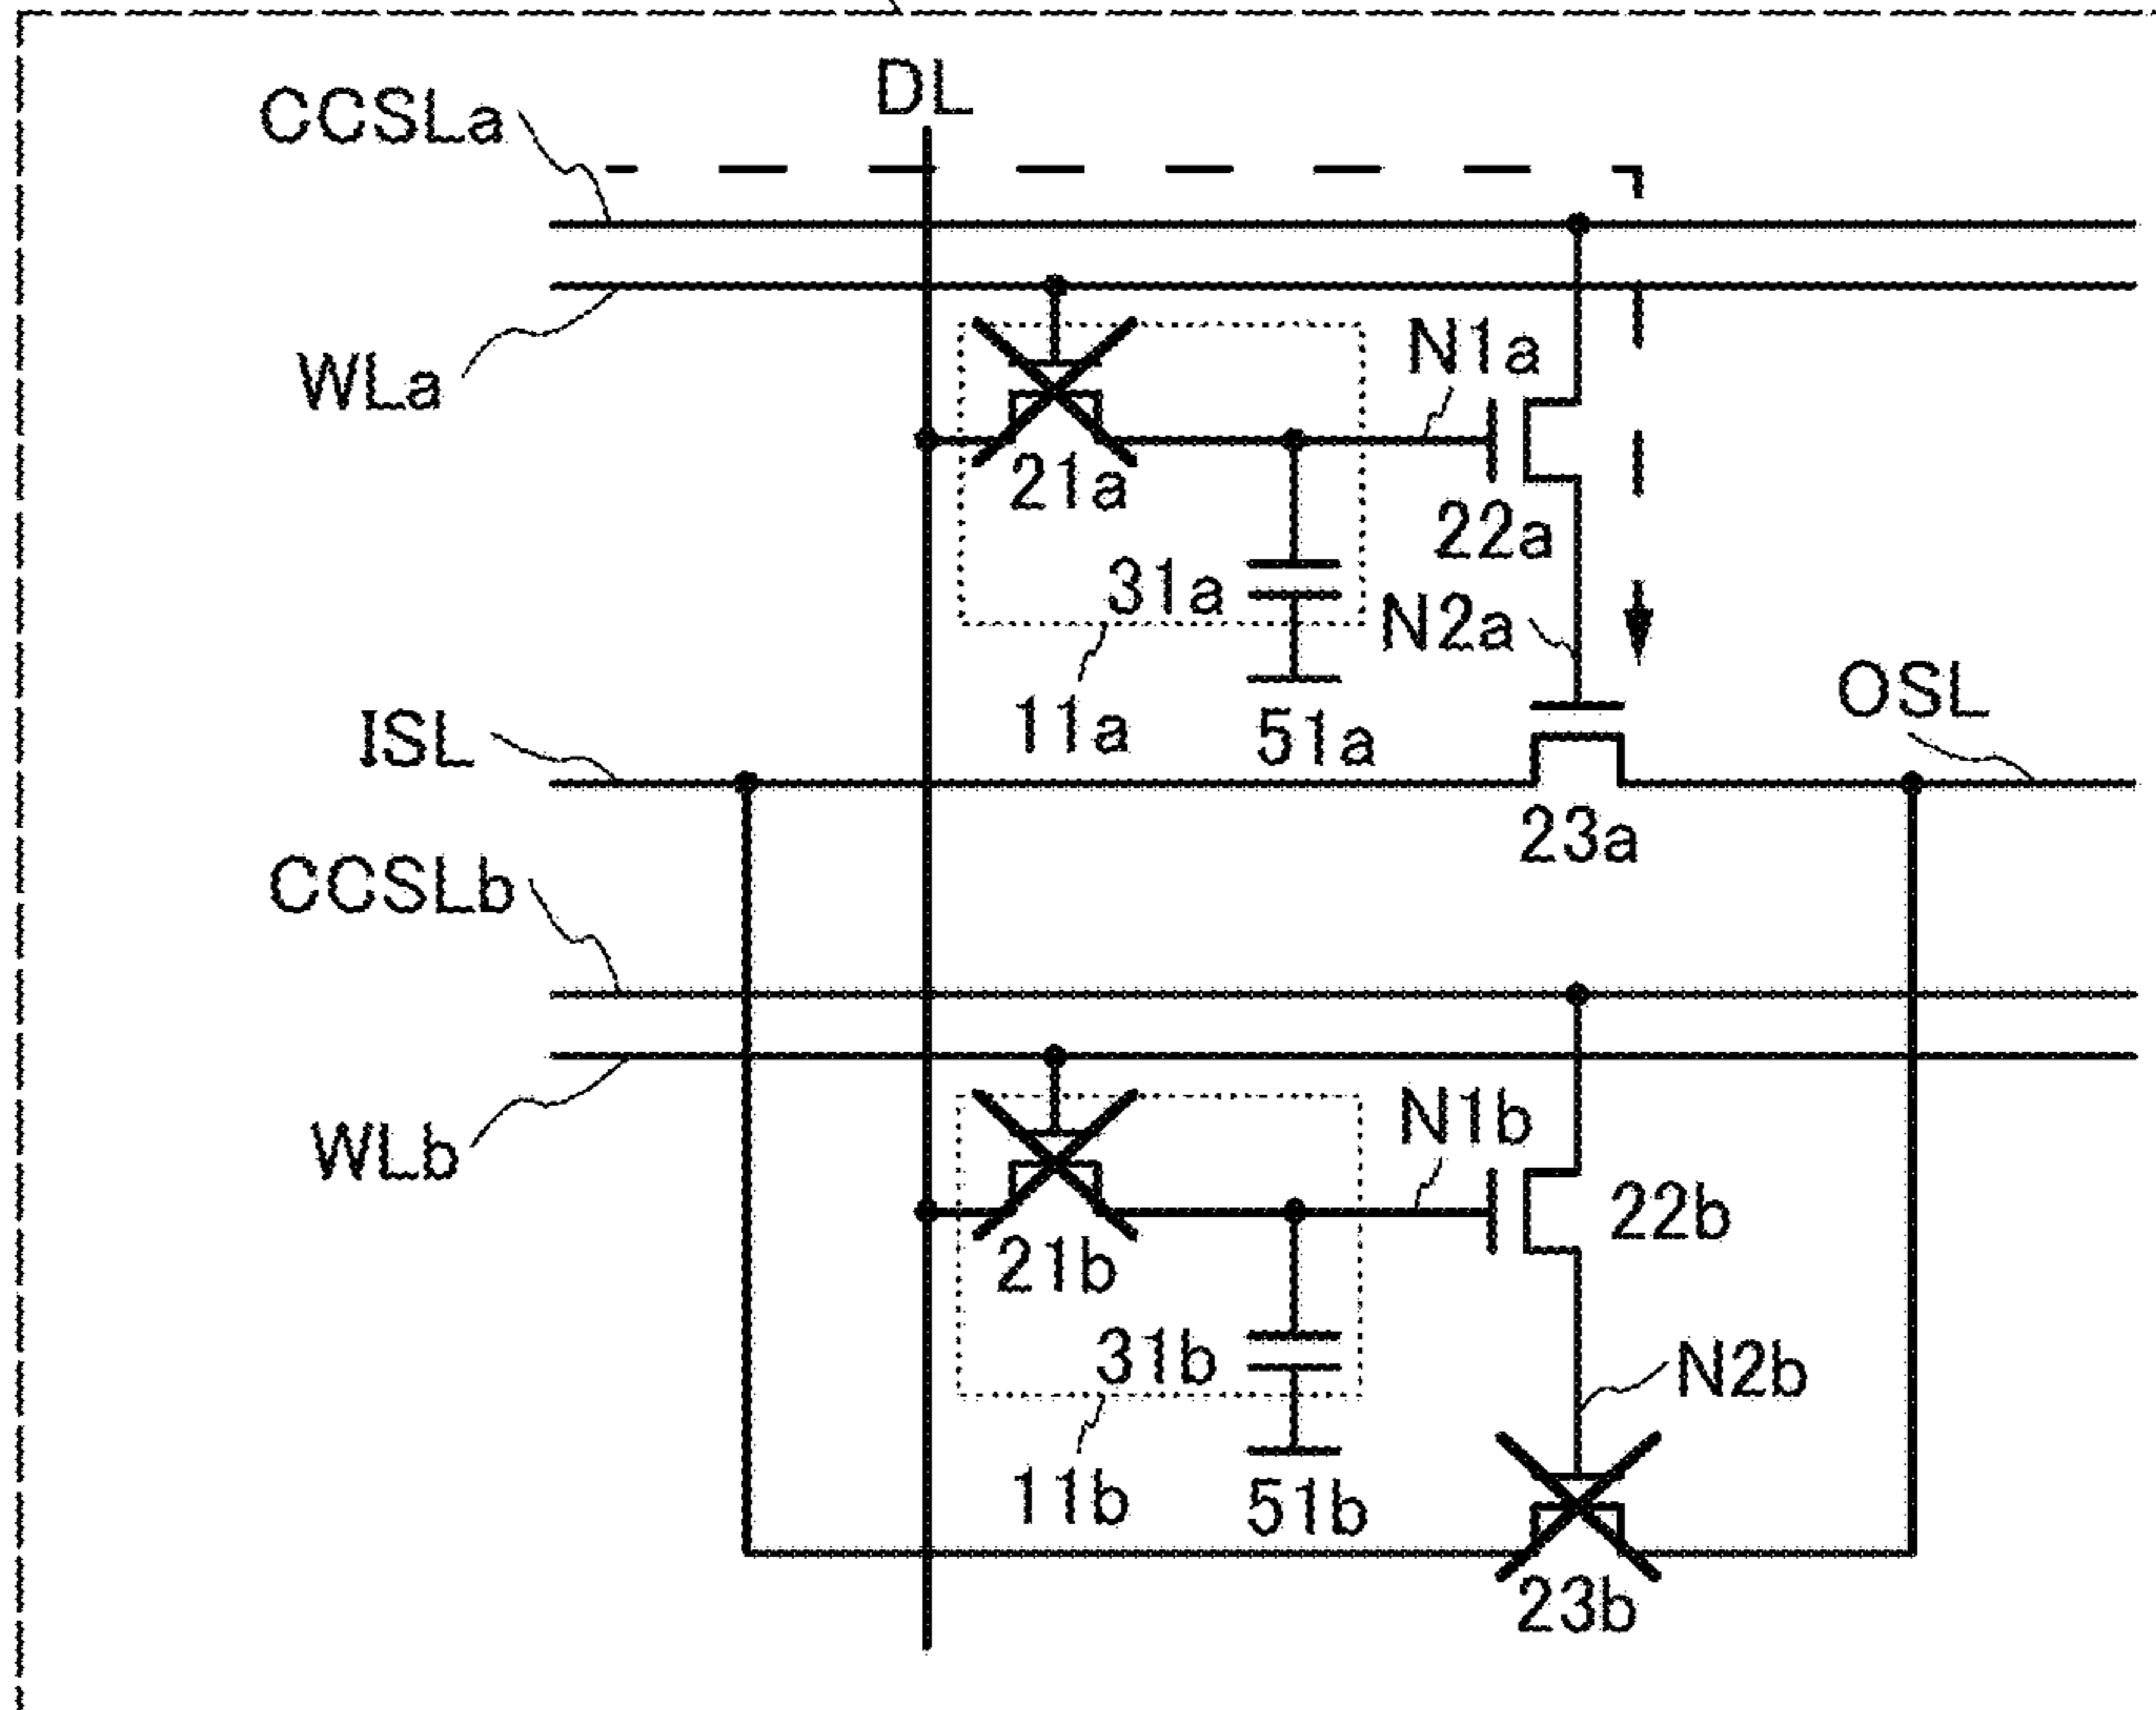 DL
CCSLa
WLa
N1a
21a
22a
31a
N2a
11a
51a
ISL
OSL
23a
CCSLb
WLb
N1b
22b
21b
31b
N2b
11b
51b
23b